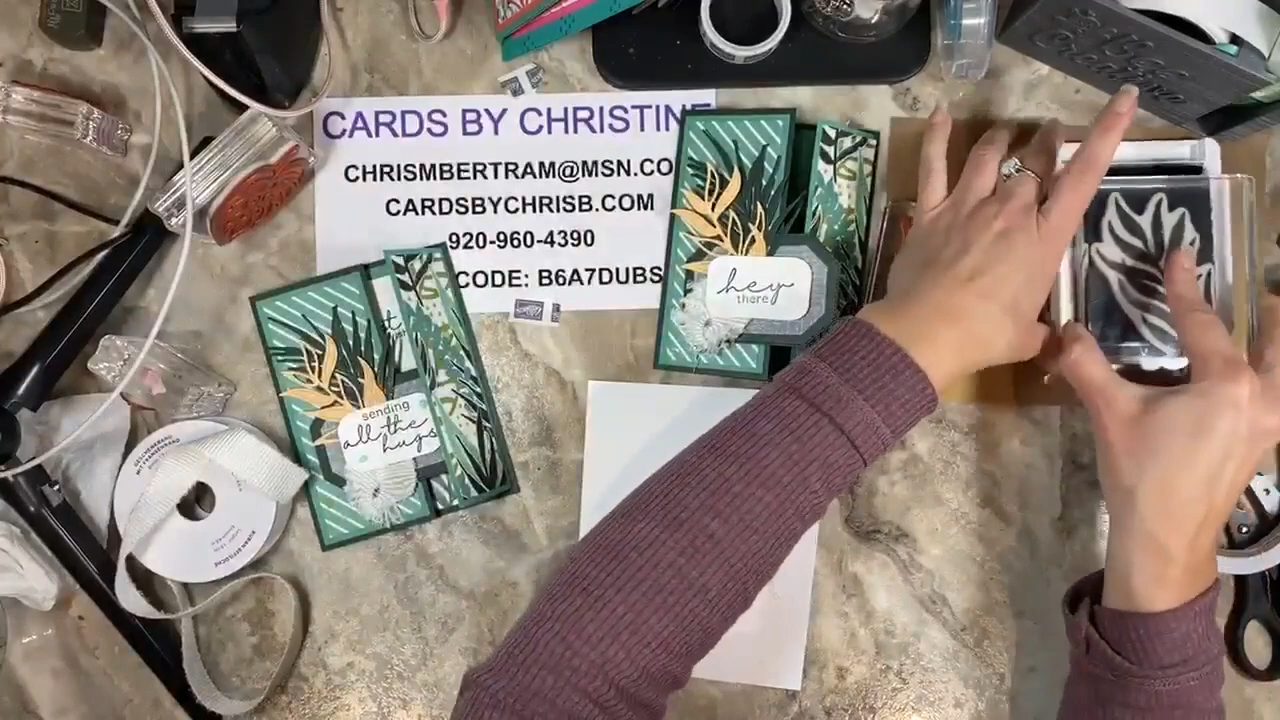 CARDS BY CHRISTINE
CHRISMBERTRAM@MSN.CO
CARDSBYCHRISB.COM
920-960-4390
CODE: B6A7DUBS
hey
there
sending
all the
hugs
GESCHENKBAND